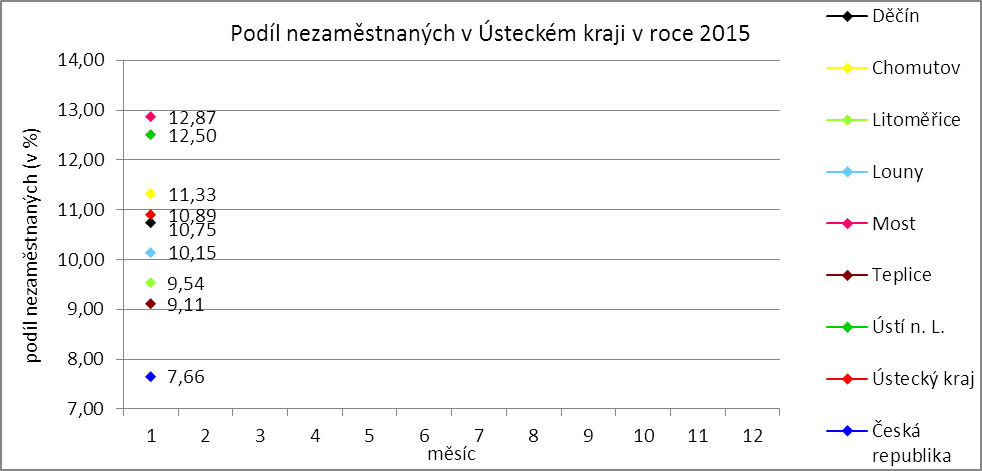 Podíl nezaměstnaných v Ústeckém kraji v roce 2015
podíl nezaměstnaných (v %)
14,00
13,00
12,00
11,00
10,00
9,00
8,00
7,00
12,87
12,50
11,33
10,89
10,75
10,15
9,54
9,11
7,66
1 2 3 4 5 6 7 8 9 10 11 12
měsíc
Děčín
Chomutov
Litoměřice
Louny
Most
Teplice
Ústí n. L.
Ústecký kraj
Česká
republika